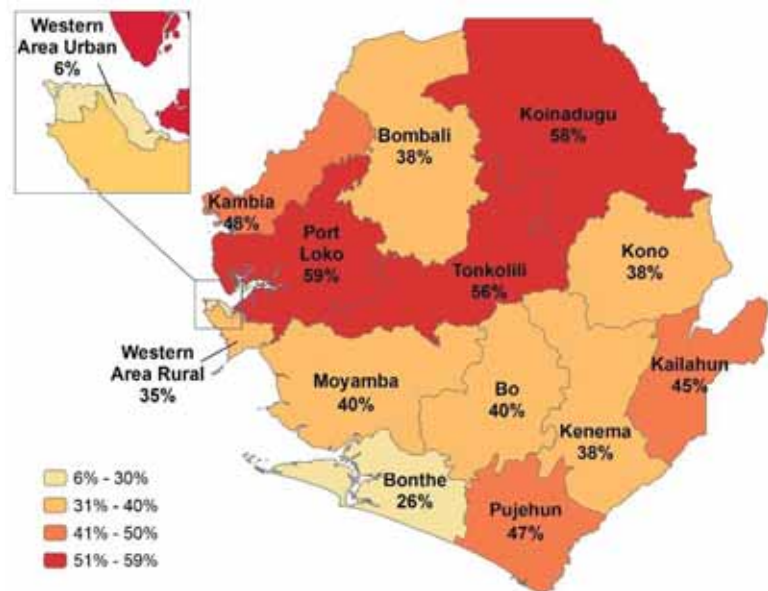 Western
Area Urban
6%
Koinadugu
58%
Bombali
38%
Kambia
48%
Port
Loko
59%
Kono
38%
Tonkolili
56%
Western
Area Rural
35%
Kailahun
45%
Moyamba
40%
Bo
40%
Kenema
38%
Bonthe
26%
Pujehun
47%
6% - 30%
31% - 40%
41% - 50%
51% - 59%